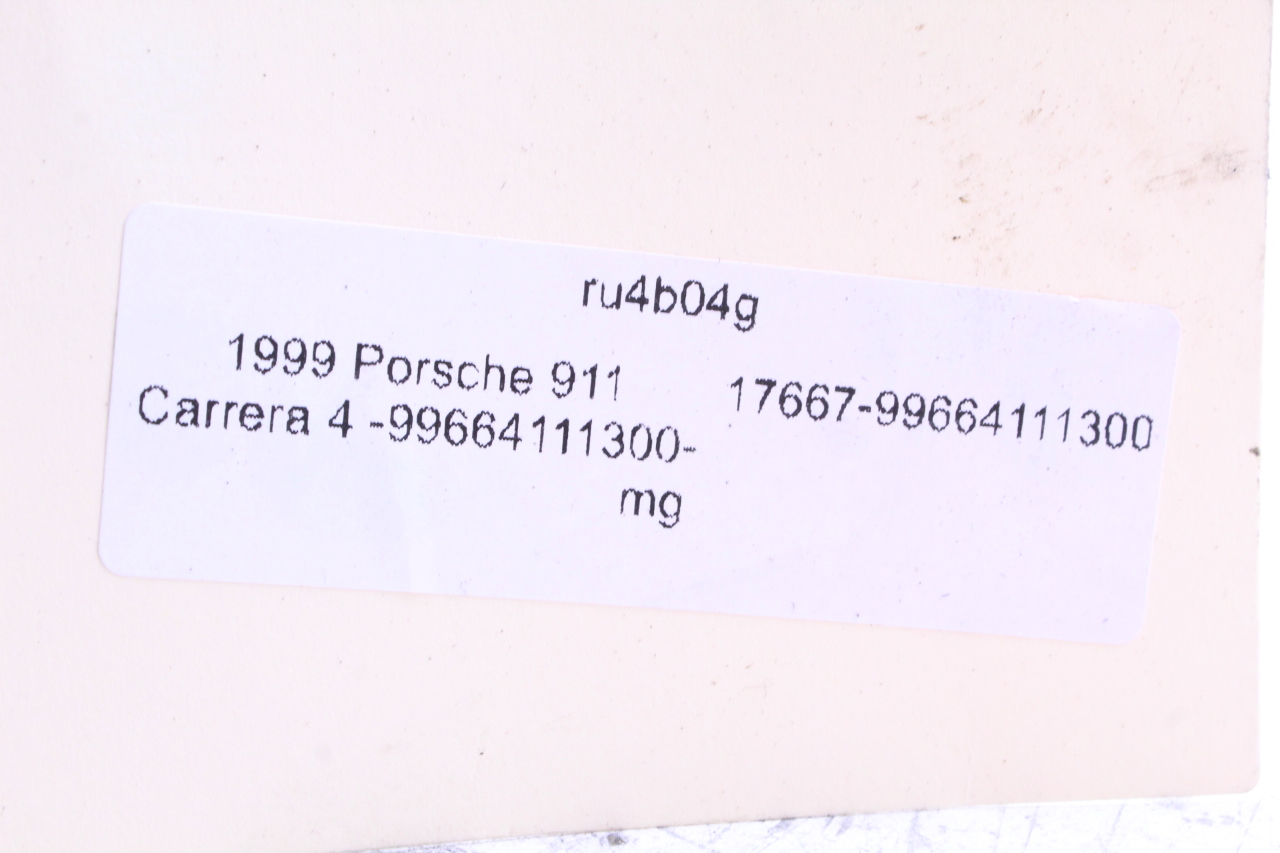 ru4b04g
1999 Porsche 911
Carrera 4 -99664111300-
mg
17667-99664111300